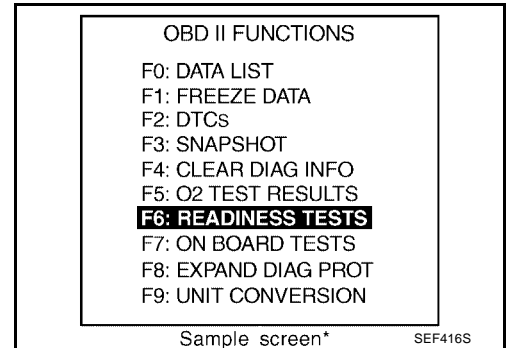 OBD II FUNCTIONS
F0: DATA LIST
F1: FREEZE DATA
F2: DTCs
F3: SNAPSHOT
F4: CLEAR DIAG INFO
F5: O2 TEST RESULTS
F6: READINESS TESTS
F7: ON BOARD TESTS
F8: EXPAND DIAG PROT
F9: UNIT CONVERSION
Sample screen*
SEF416S